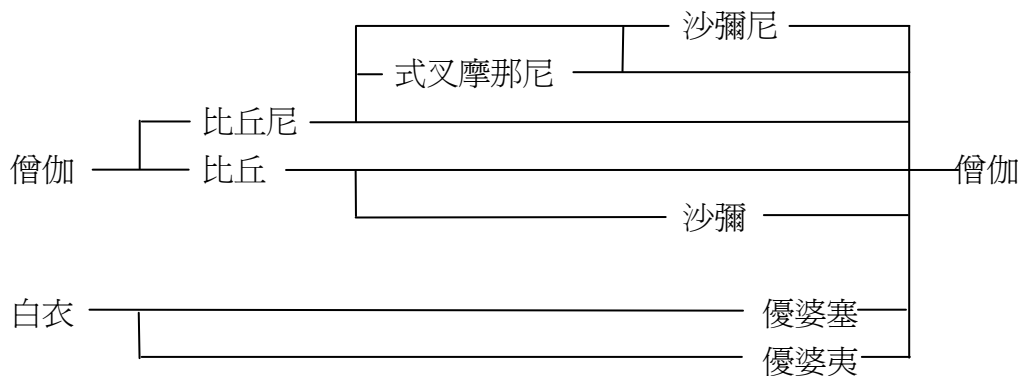 沙彌尼
式叉摩那尼
比丘尼
僧伽 比丘 僧伽
沙彌
白衣 優婆塞
優婆夷